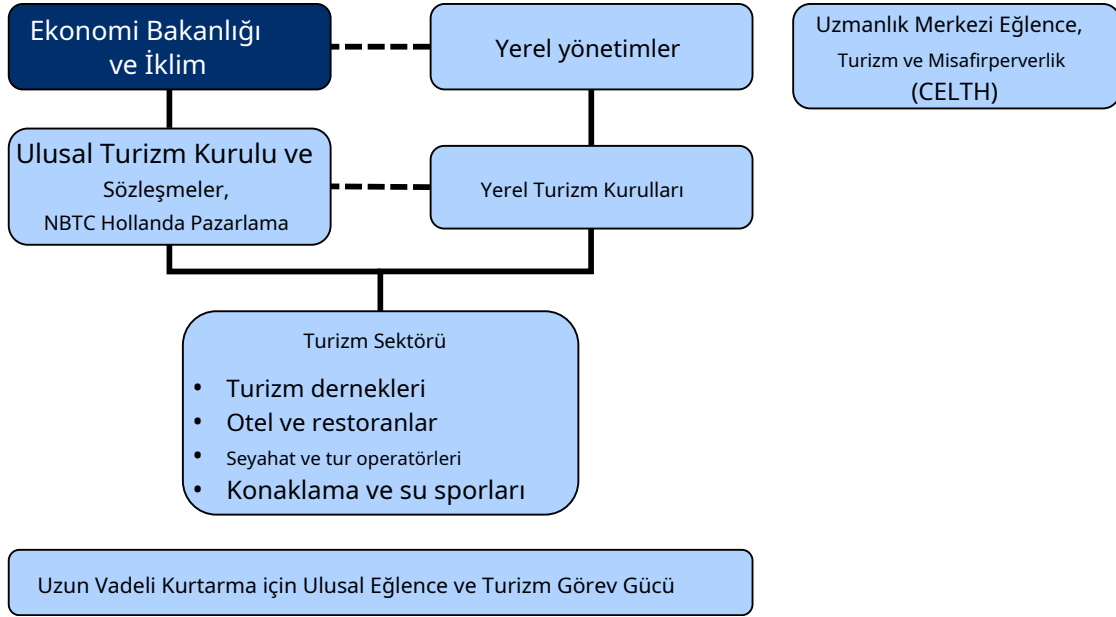 Ekonomi Bakanlığı
ve İklim
Yerel yönetimler
Uzmanlık Merkezi Eğlence,
Turizm ve Misafirperverlik
(CELTH)
Ulusal Turizm Kurulu ve
Sözleşmeler,
NBTC Hollanda Pazarlama
Yerel Turizm Kurulları
Turizm Sektörü
• Turizm dernekleri
• Otel ve restoranlar
• Seyahat ve tur operatörleri
• Konaklama ve su sporları
Uzun Vadeli Kurtarma için Ulusal Eğlence ve Turizm Görev Gücü